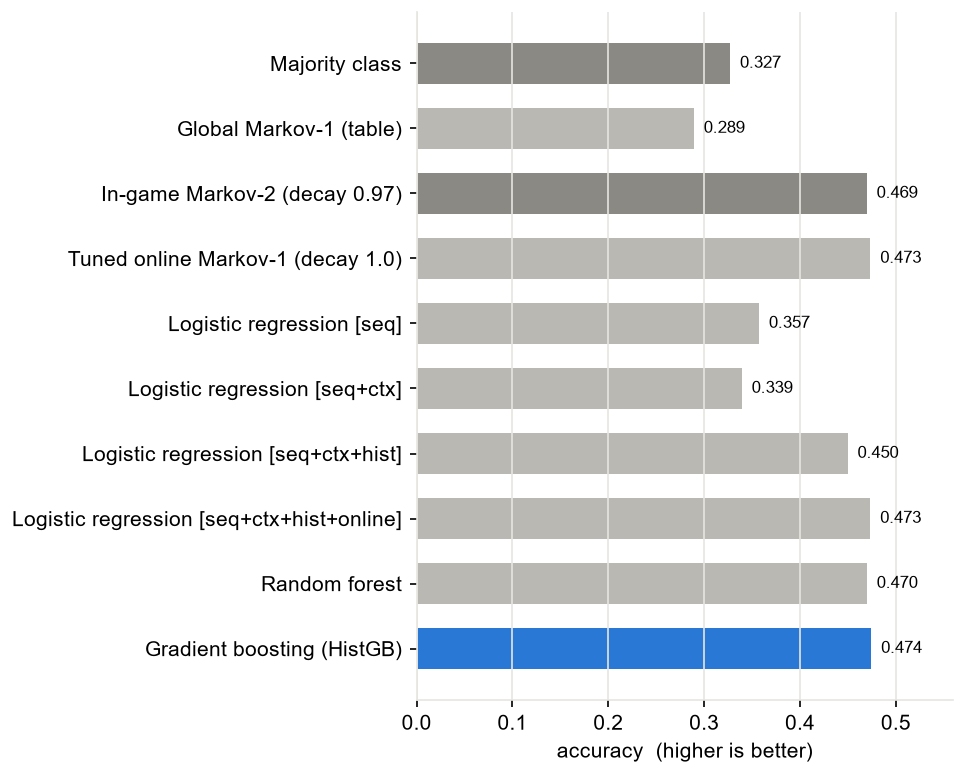 Majority class 0.327
Global Markov-1 (table) 0.289
In-game Markov-2 (decay 0.97) 0.469
Tuned online Markov-1 (decay 1.0) 0.473
Logistic regression [seq] 0.357
Logistic regression [seq+ctx] 0.339
Logistic regression [seq+ctx+hist] 0.450
Logistic regression [seq+ctx+hist+online] 0.473
Random forest 0.470
Gradient boosting (HistGB) 0.474
0.0 0.1 0.2 0.3 0.4 0.5
accuracy (higher is better)